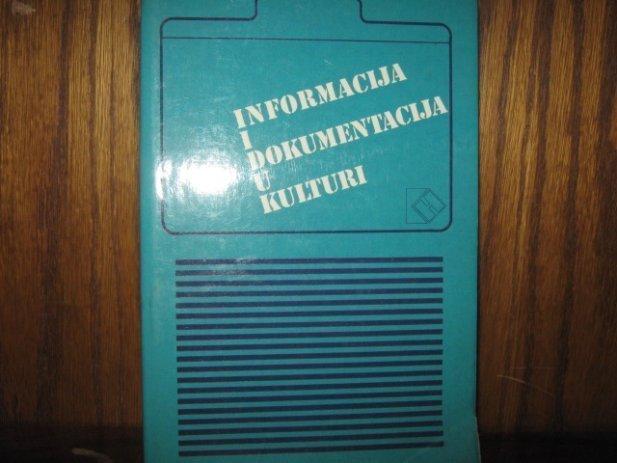 INFORMACIJA
I
DOKUMENTACIJA
U
KULTURI